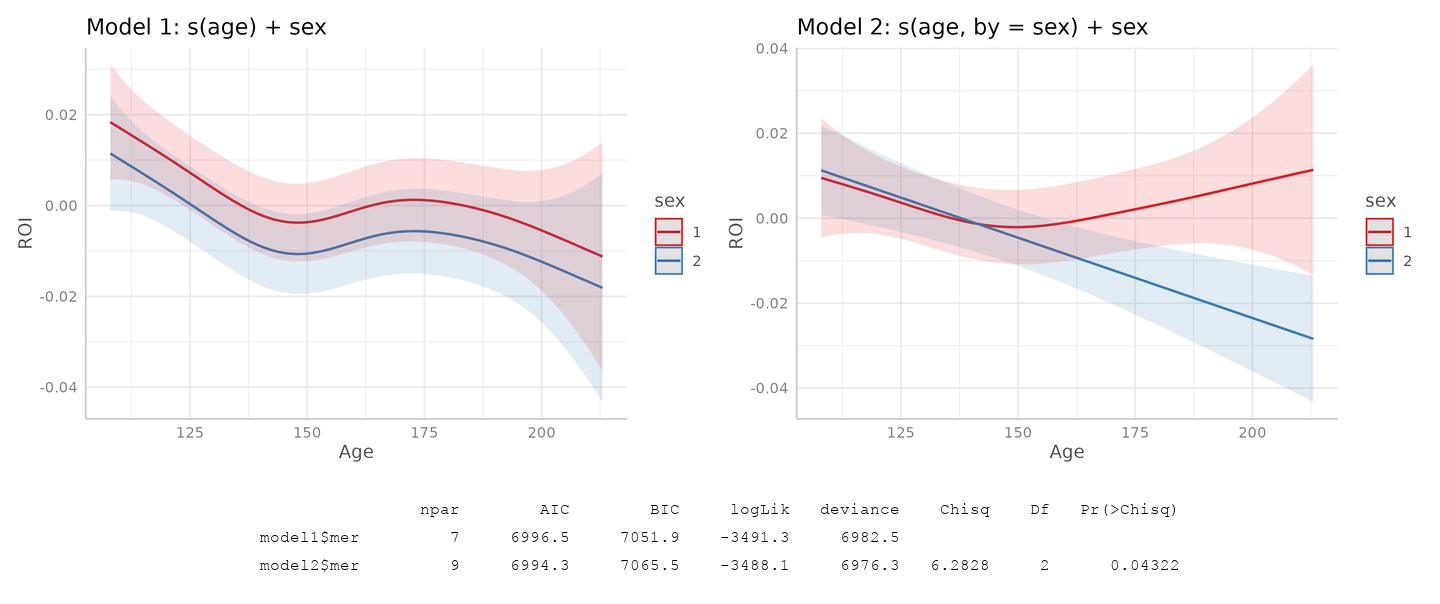 Model 1: s(age) + sex
0.02
0.00
-0.02
-0.04
ROI
125 150 175 200
Age
sex
1
2
Model 2: s(age, by = sex) + sex
0.04
0.02
0.00
-0.02
-0.04
ROI
125 150 175 200
Age
sex
1
2
npar AIC BIC logLik deviance Chisq Df Pr(>Chisq)
model1$mer 7 6996.5 7051.9 -3491.3 6982.5
model2$mer 9 6994.3 7065.5 -3488.1 6976.3 6.2828 2 0.04322